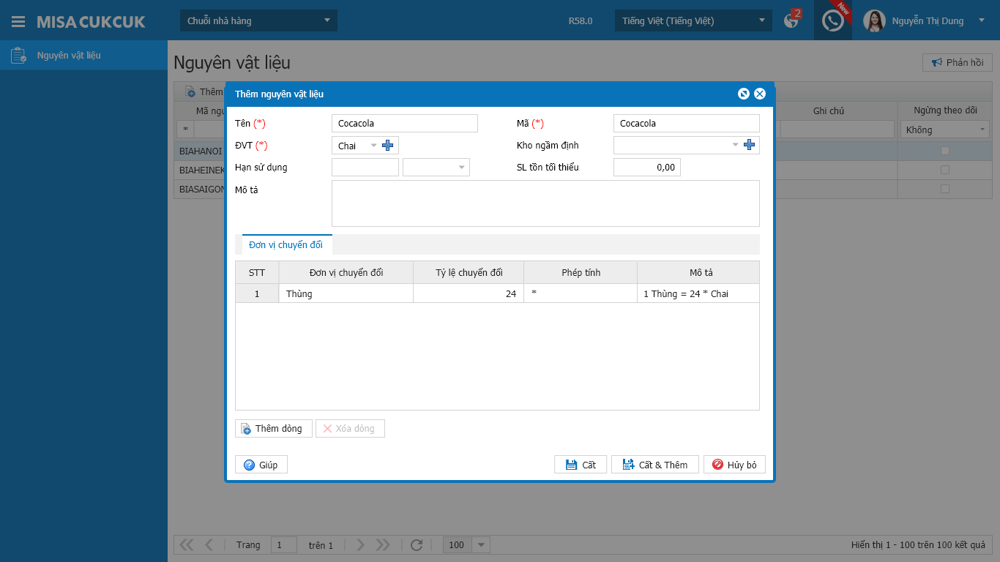 MISA CUKCUK
Chuỗi nhà hàng
R58.0
Tiếng Việt (Tiếng Việt)
2
New
Nguyễn Thị Dung
Nguyên vật liệu
Nguyên vật liệu
Phản hồi
Thêm
Mã ngu
Ghi chú
Ngừng theo dõi
*
Không
BIAHANOI
BIAHEINEK
BIASAIGON
Thêm nguyên vật liệu
Tên (*)
Cocacola
Mã (*)
Cocacola
ĐVT (*)
Chai
Kho ngầm định
Hạn sử dụng
SL tồn tối thiểu
0,00
Mô tả
Đơn vị chuyển đổi
STT
Đơn vị chuyển đổi
Tỷ lệ chuyển đổi
Phép tính
Mô tả
1
Thùng
24
*
1 Thùng = 24 * Chai
Thêm dòng
Xóa dòng
Giúp
Cất
Cất & Thêm
Hủy bỏ
Trang
1
trên 1
100
Hiển thị 1 - 100 trên 100 kết quả